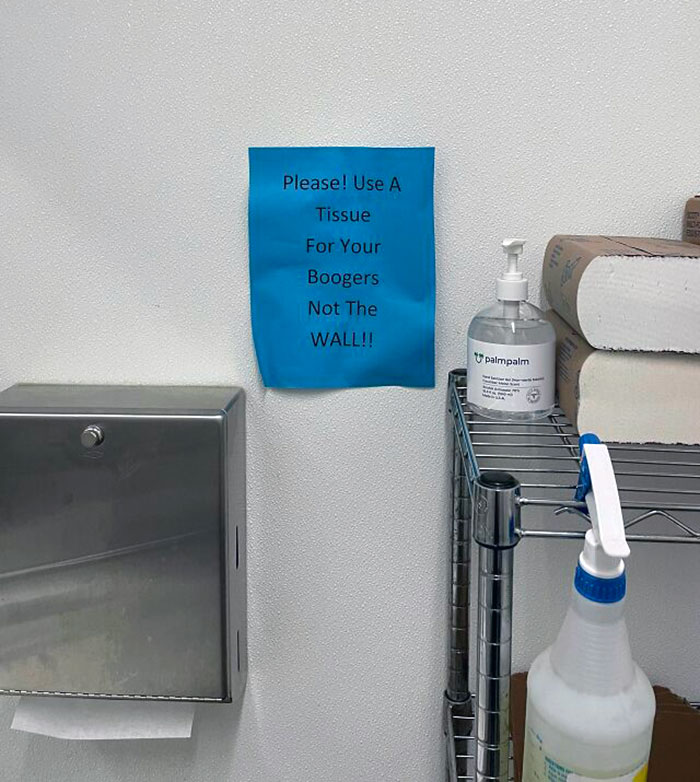 Please! Use A
Tissue
For Your
Boogers
Not The
WALL!!
palmpalm